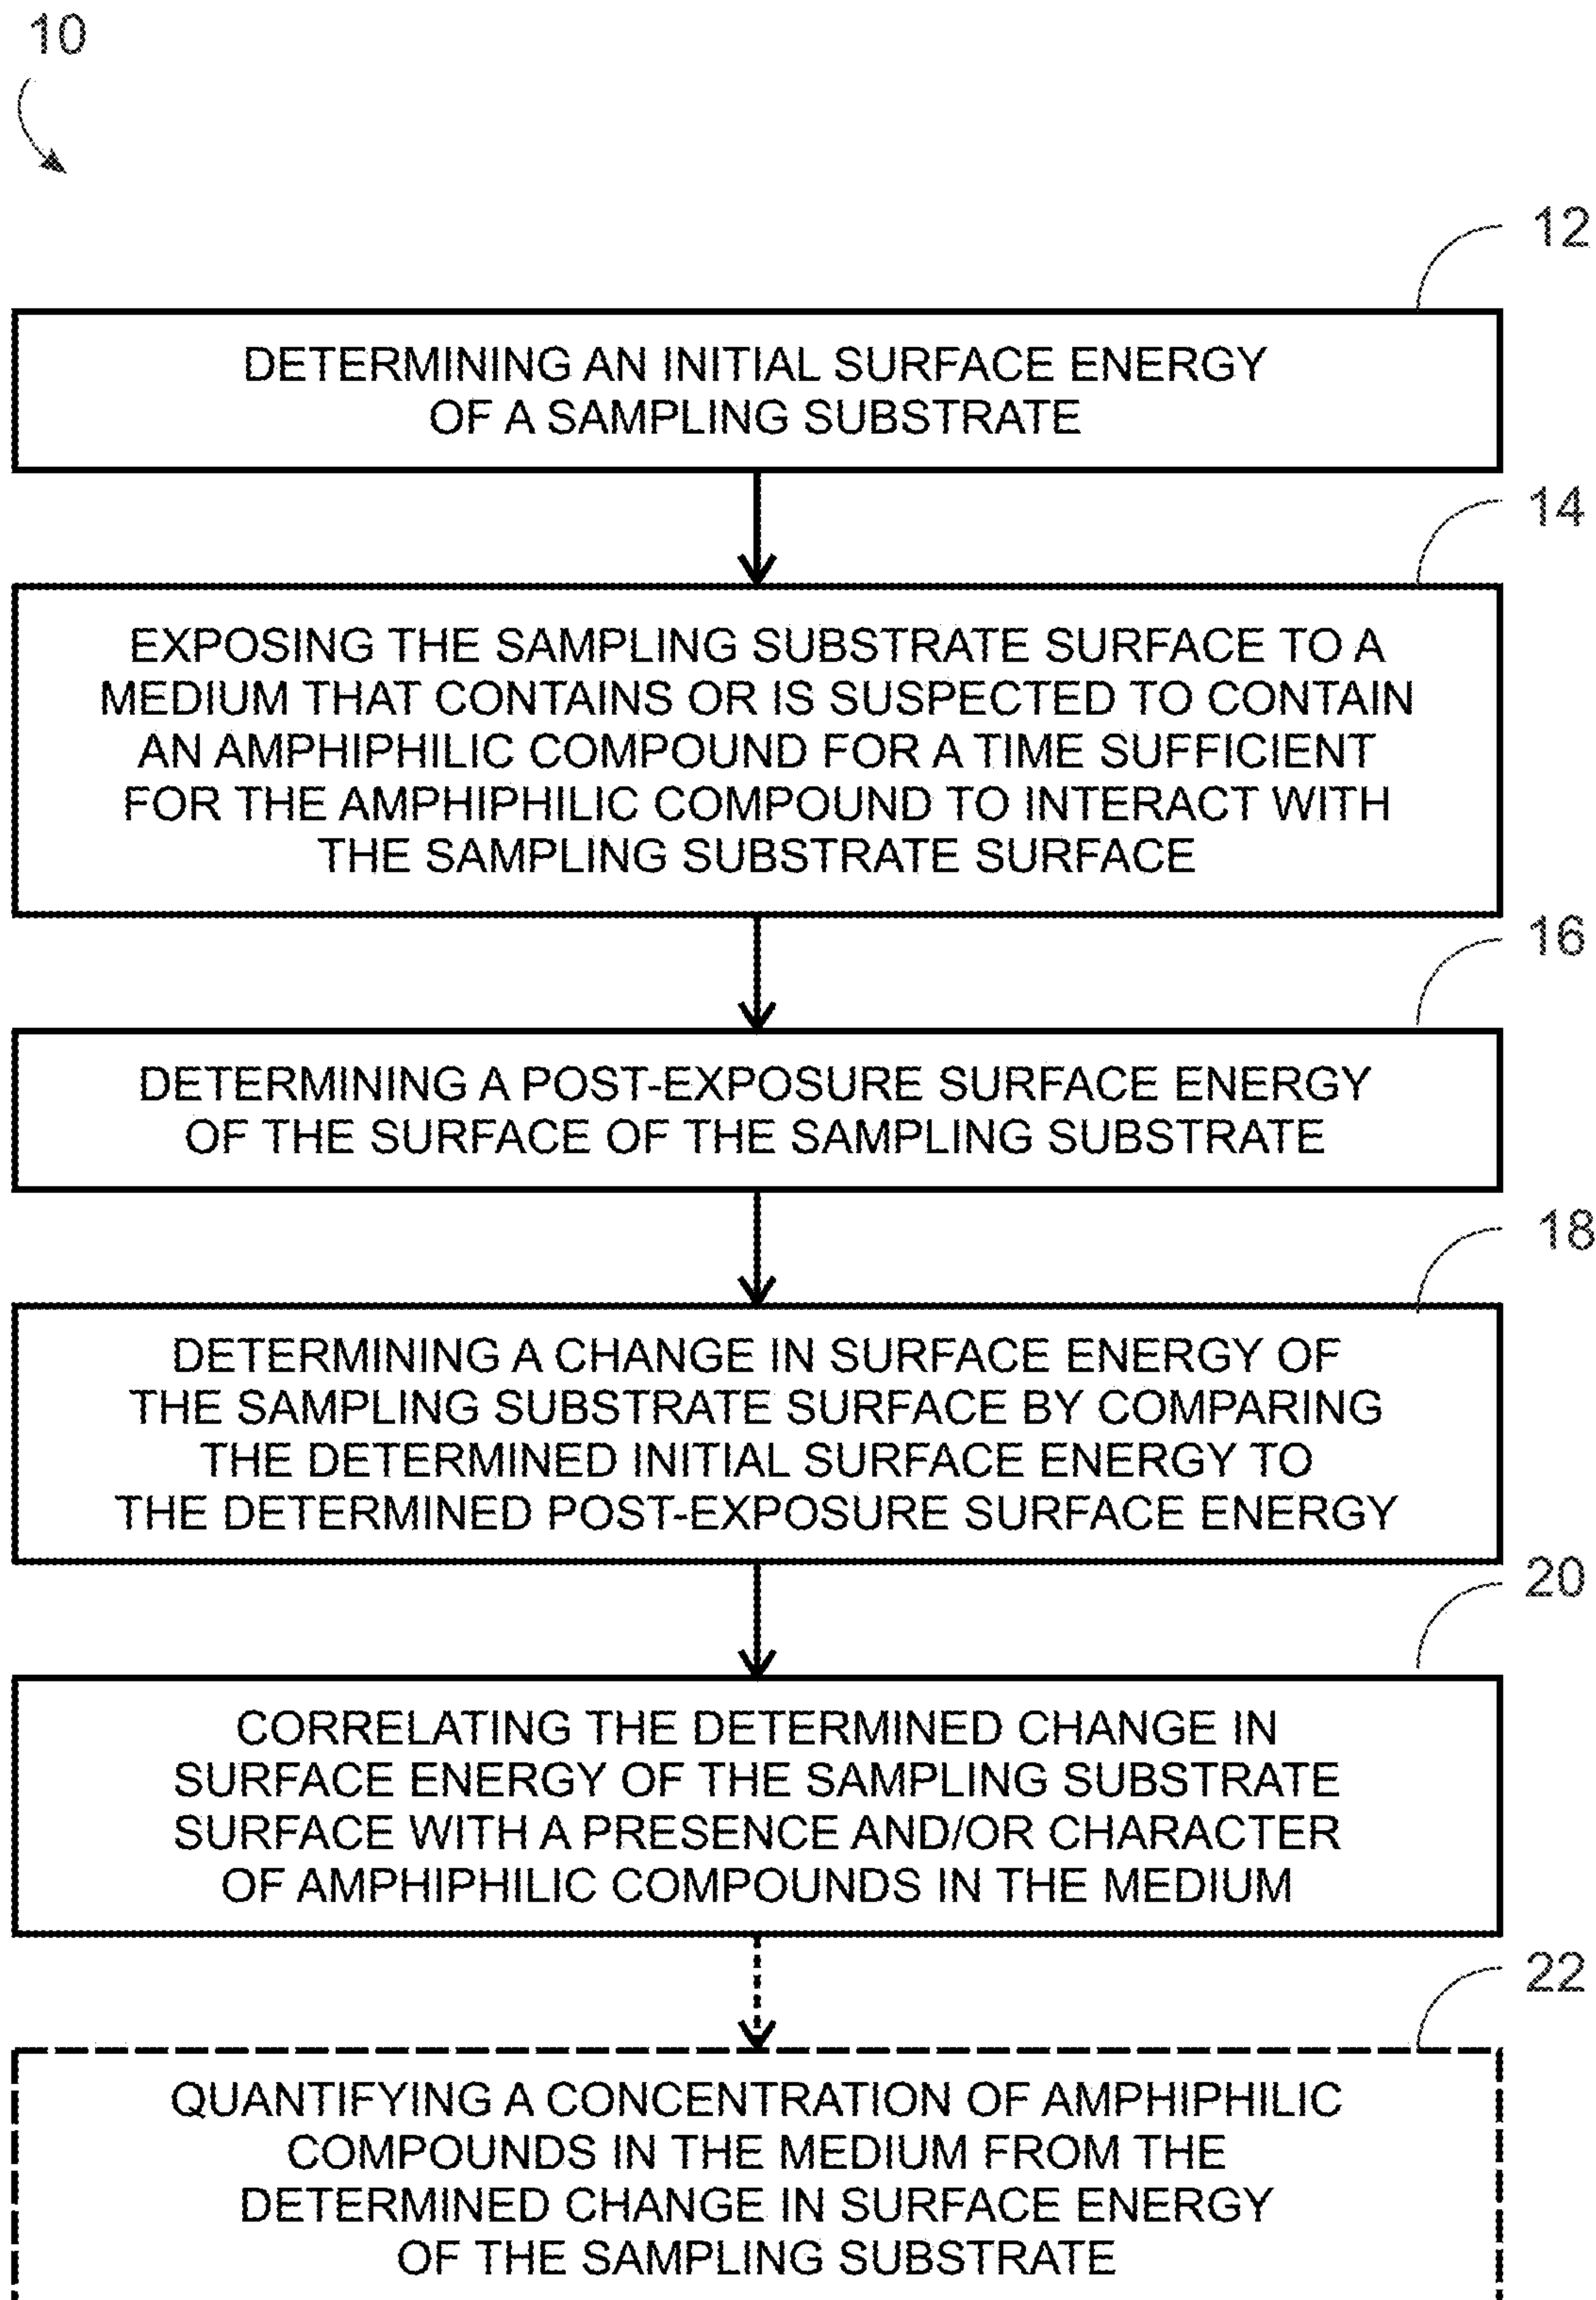 10
12
DETERMINING AN INITIAL SURFACE ENERGY
OF A SAMPLING SUBSTRATE
14
EXPOSING THE SAMPLING SUBSTRATE SURFACE TO A
MEDIUM THAT CONTAINS OR IS SUSPECTED TO CONTAIN
AN AMPHIPHILIC COMPOUND FOR A TIME SUFFICIENT
FOR THE AMPHIPHILIC COMPOUND TO INTERACT WITH
THE SAMPLING SUBSTRATE SURFACE
16
DETERMINING A POST-EXPOSURE SURFACE ENERGY
OF THE SURFACE OF THE SAMPLING SUBSTRATE
18
DETERMINING A CHANGE IN SURFACE ENERGY OF
THE SAMPLING SUBSTRATE SURFACE BY COMPARING
THE DETERMINED INITIAL SURFACE ENERGY TO
THE DETERMINED POST-EXPOSURE SURFACE ENERGY
20
CORRELATING THE DETERMINED CHANGE IN
SURFACE ENERGY OF THE SAMPLING SUBSTRATE
SURFACE WITH A PRESENCE AND/OR CHARACTER
OF AMPHIPHILIC COMPOUNDS IN THE MEDIUM
22
QUANTIFYING A CONCENTRATION OF AMPHIPHILIC
COMPOUNDS IN THE MEDIUM FROM THE
DETERMINED CHANGE IN SURFACE ENERGY
OF THE SAMPLING SUBSTRATE